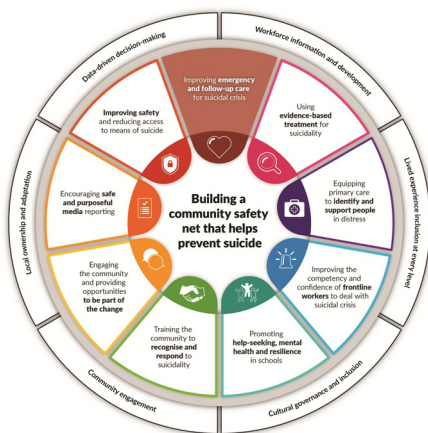 Data-driven decision-making
Workforce information and development
Lived experience inclusion at every level
Cultural governance and inclusion
Community engagement
Local ownership and adaptation
Improving emergency
and follow-up care
for suicidal crisis
Using
evidence-based
treatment for
suicidality
Equipping
primary care
to identify and
support people
in distress
Improving the
competency and
confidence of frontline
workers to deal with
suicidal crisis
Promoting
help-seeking, mental
health and resilience
in schools
Training the
community to
recognise and
respond to
suicidality
Engaging
the community
and providing
opportunities
to be part of
the change
Encouraging safe
and purposeful
media reporting
Improving safety
and reducing access
to means of suicide
Building a
community safety
net that helps
prevent suicide